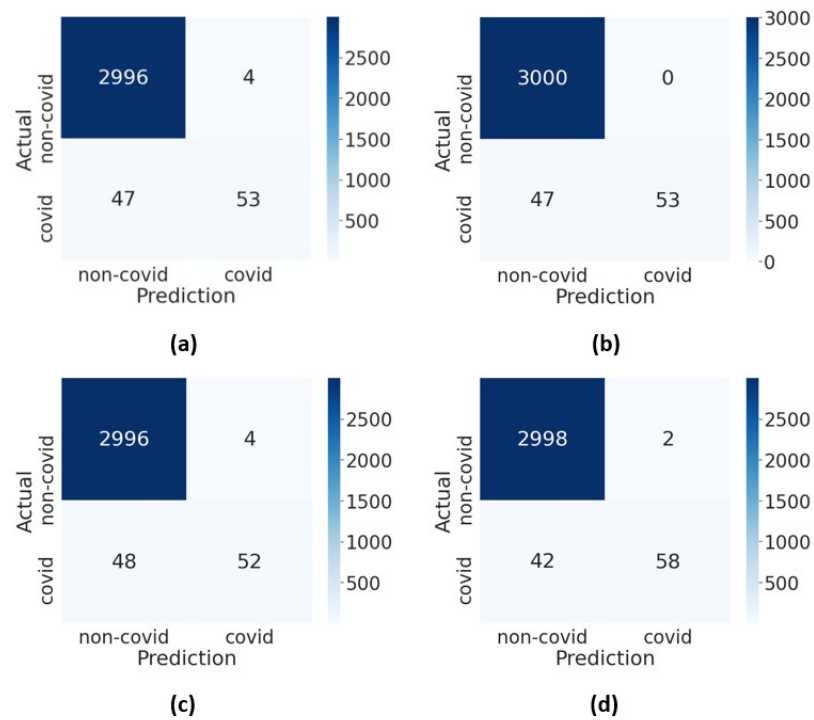 2996 4
47 53
Actual
non-covid
covid
non-covid covid
Prediction
2500
2000
1500
1000
500
(a)
3000 0
47 53
Actual
non-covid
covid
non-covid covid
Prediction
3000
2500
2000
1500
1000
500
0
(b)
2996 4
48 52
Actual
non-covid
covid
non-covid covid
Prediction
2500
2000
1500
1000
500
(c)
2998 2
42 58
Actual
non-covid
covid
non-covid covid
Prediction
2500
2000
1500
1000
500
(d)